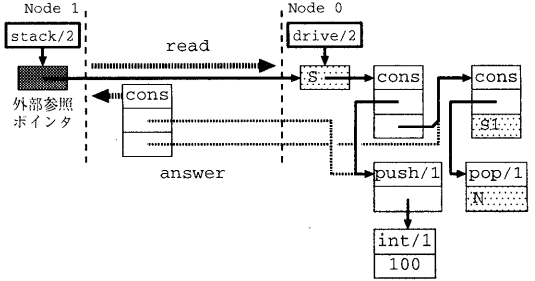 Node 1
Node 0
stack/2
drive/2
read
S
cons
cons
cons
外部参照
ポインタ
S1
answer
push/1
pop/1
N
int/1
100